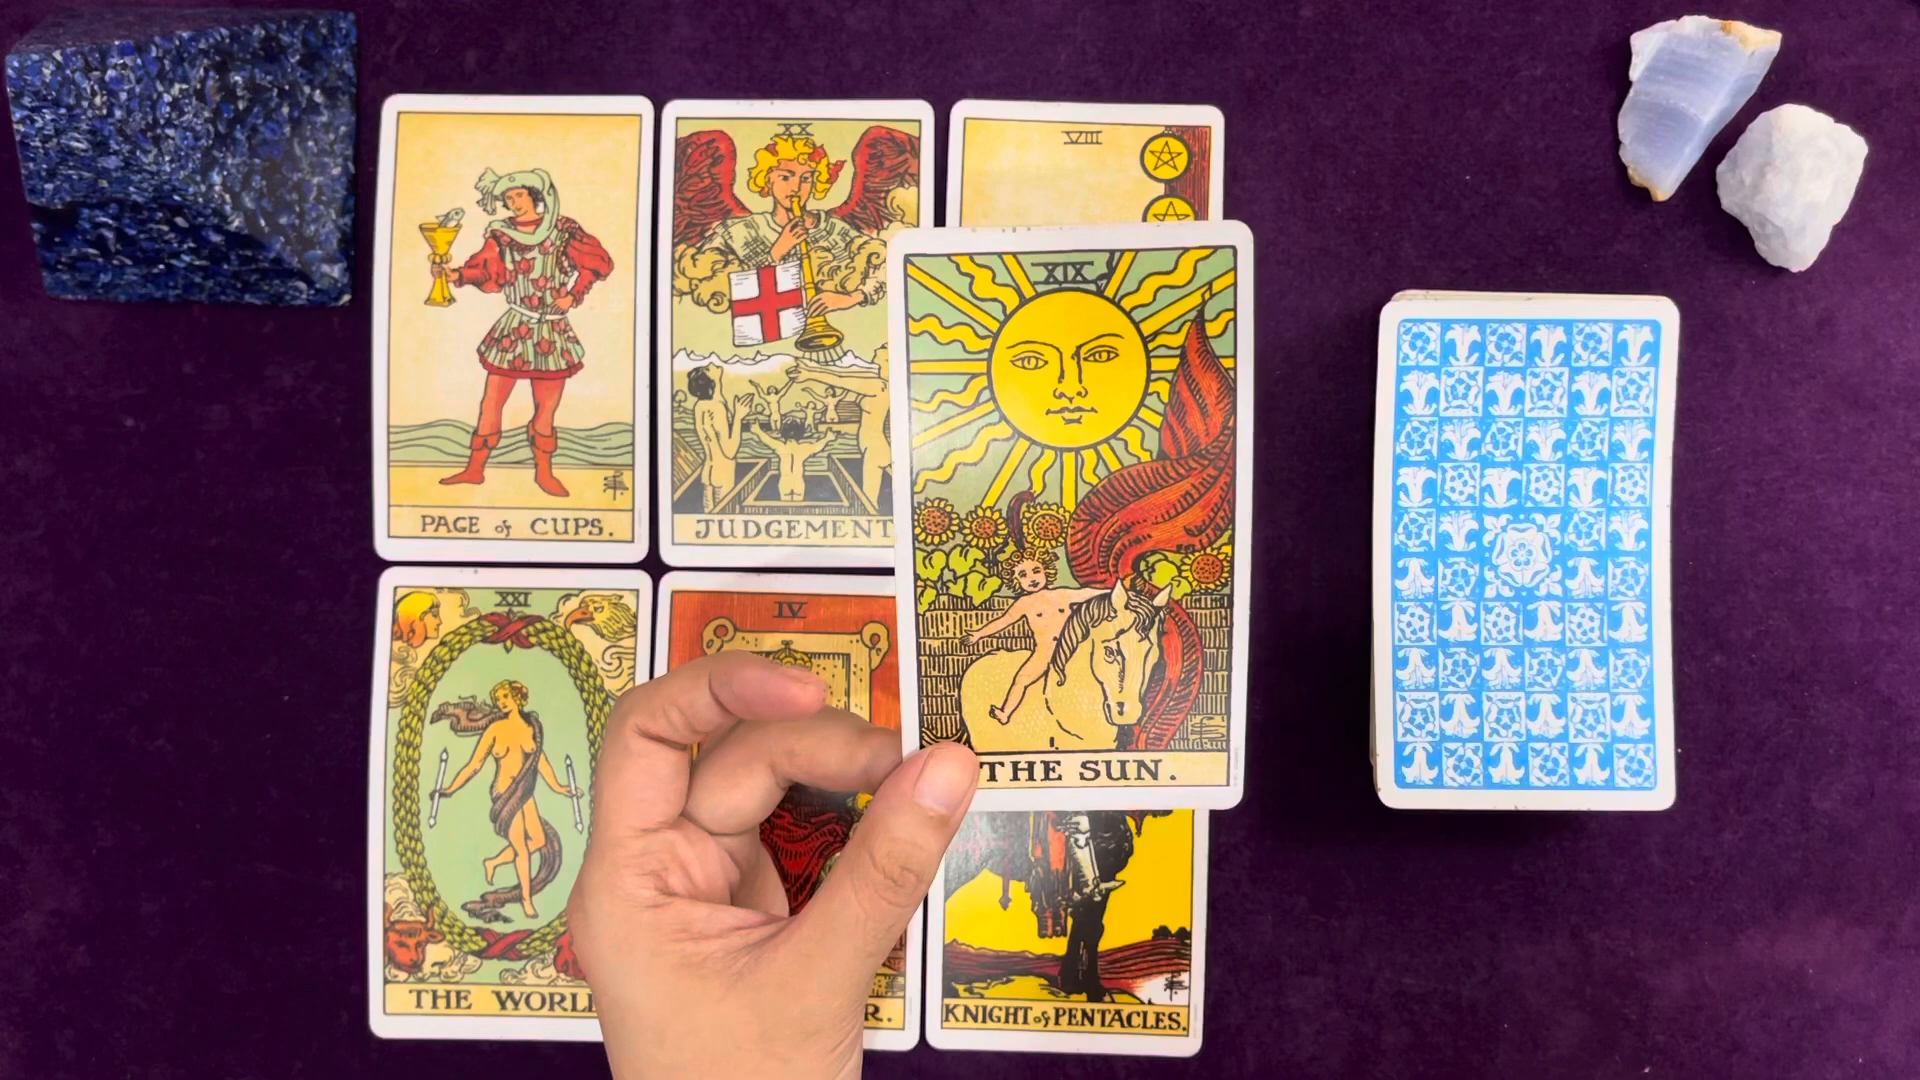 PAGE of CUPS.
XX
JUDGEMENT
VIII
XIX
THE SUN.
XXI
THE WORL
IV
R.
KNIGHT of PENTACLES.